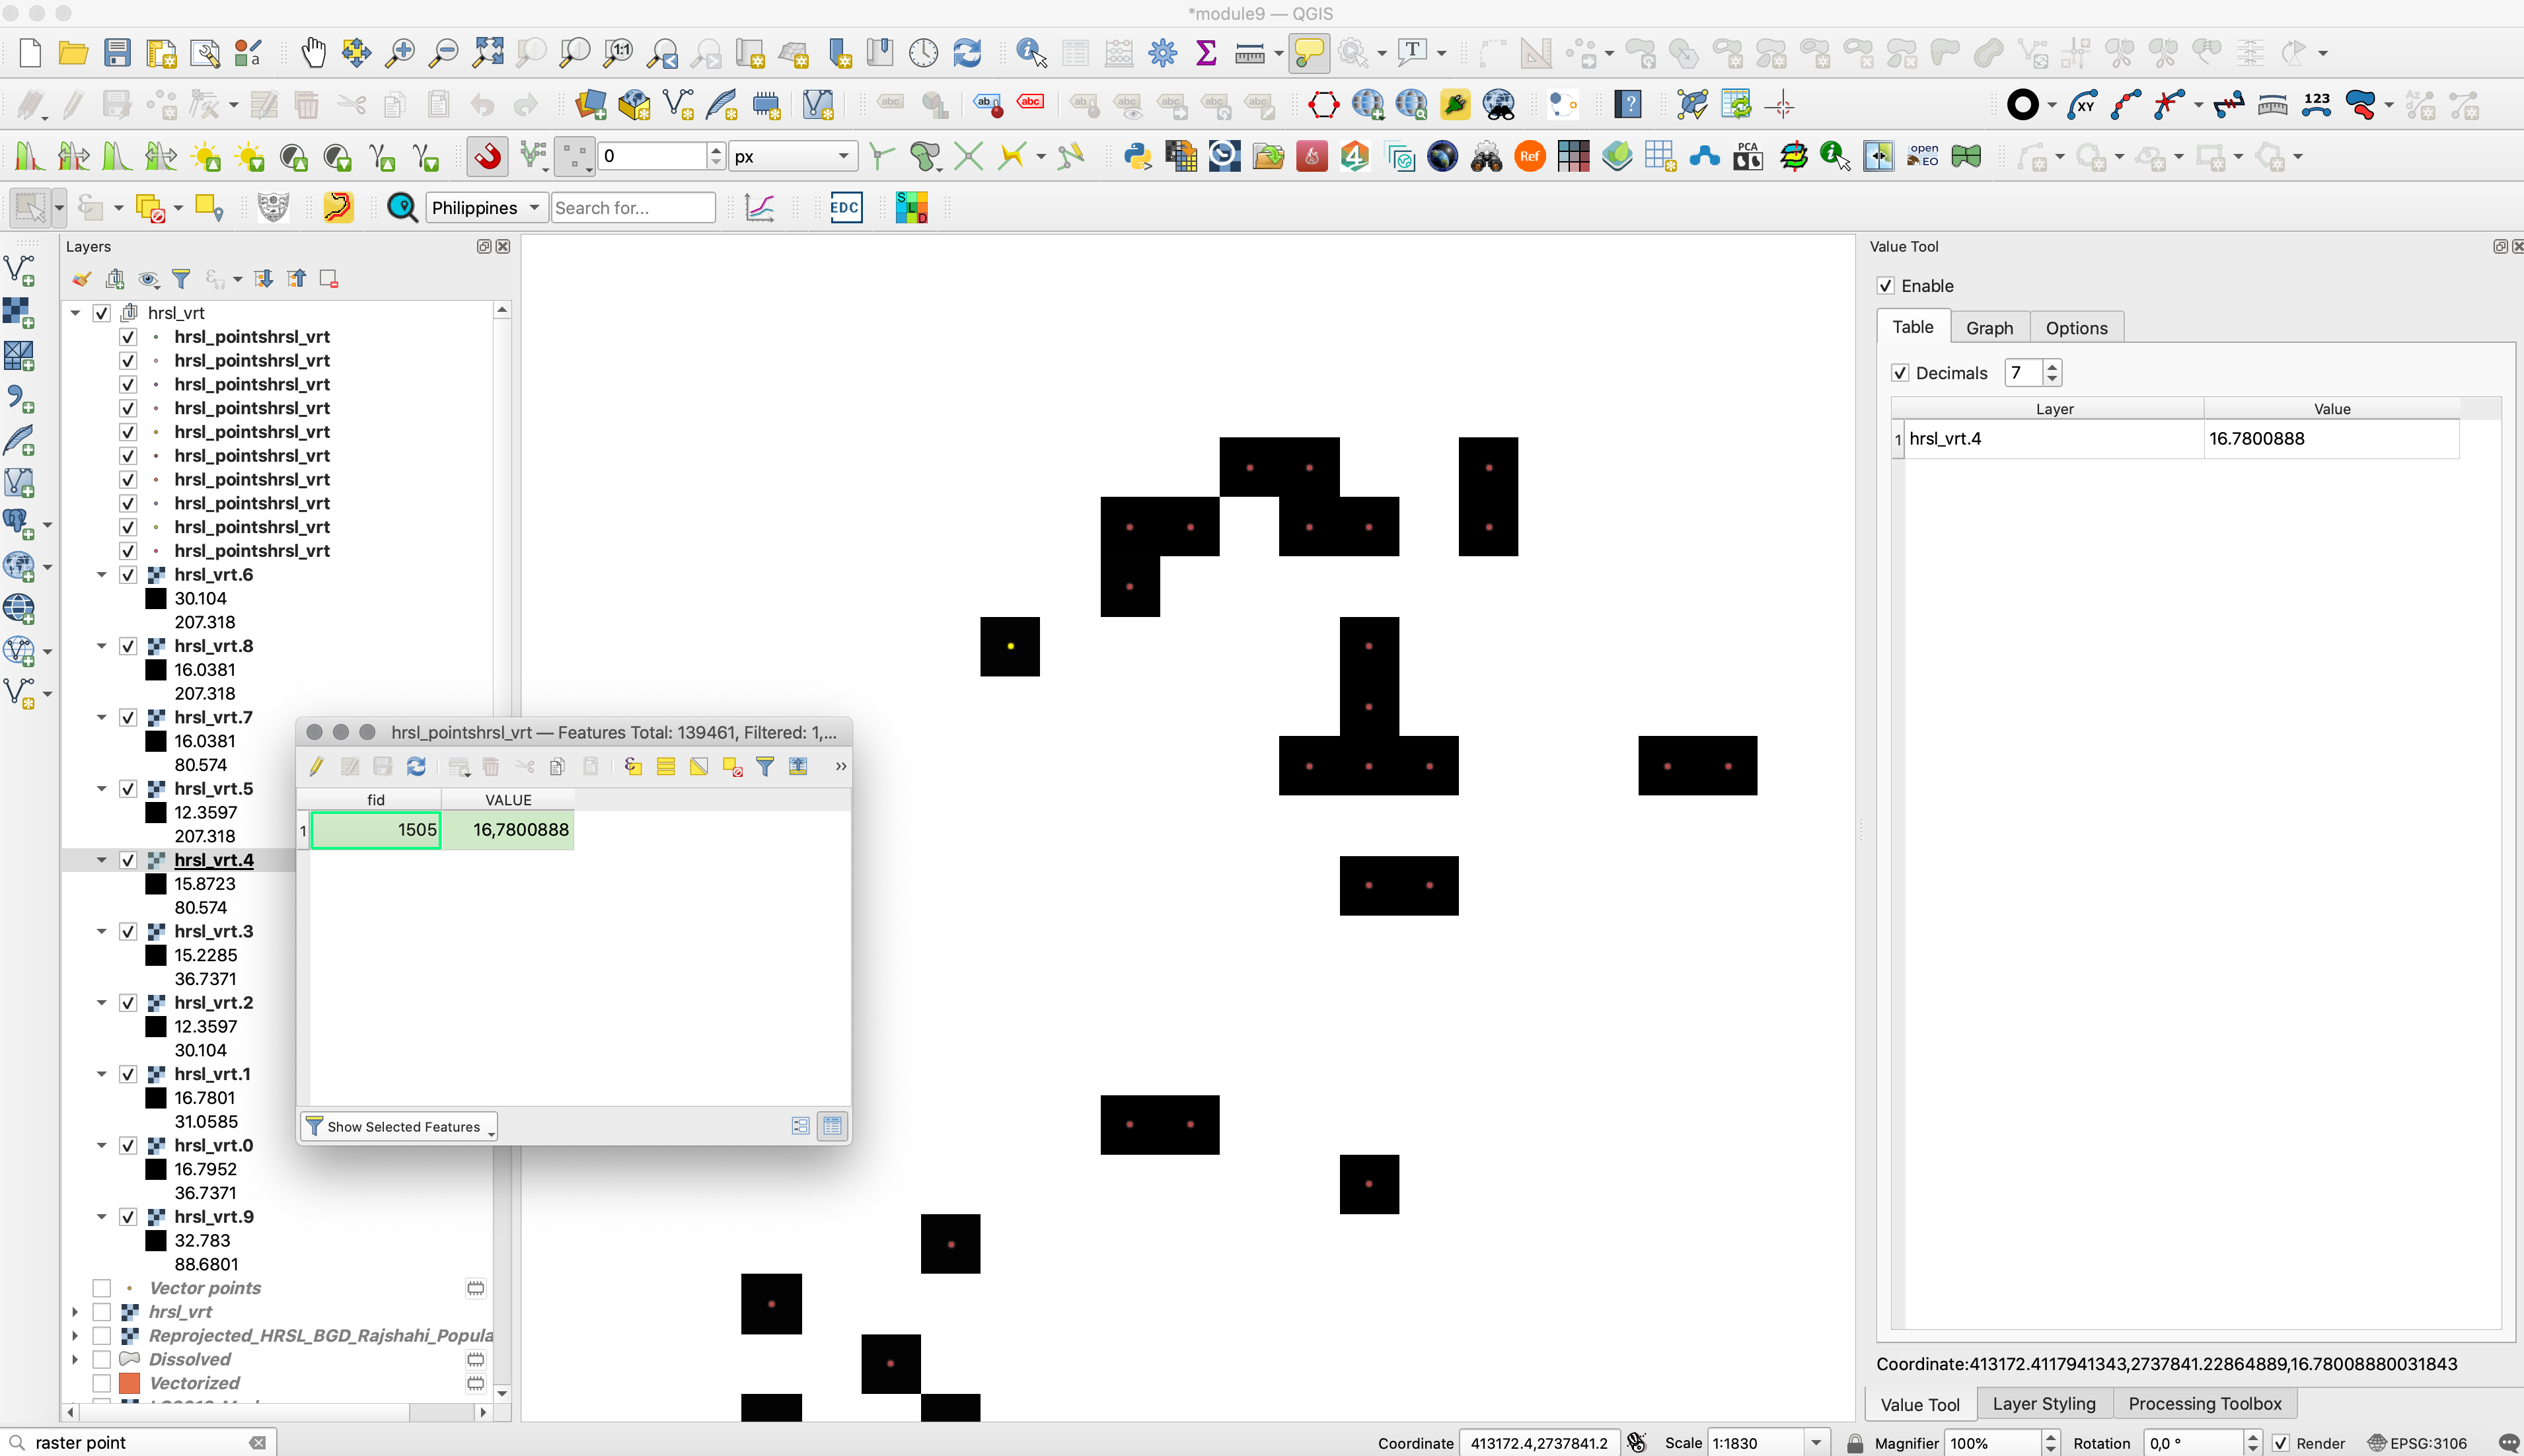 *module9 — QGIS
0
px
Philippines
Search for...
EDC
SLD
Ref
PCA
open EO
123
XY
Layers
hrsl_vrt
hrsl_pointshrsl_vrt
hrsl_pointshrsl_vrt
hrsl_pointshrsl_vrt
hrsl_pointshrsl_vrt
hrsl_pointshrsl_vrt
hrsl_pointshrsl_vrt
hrsl_pointshrsl_vrt
hrsl_pointshrsl_vrt
hrsl_pointshrsl_vrt
hrsl_pointshrsl_vrt
hrsl_vrt.6
30.104
207.318
hrsl_vrt.8
16.0381
207.318
hrsl_vrt.7
16.0381
80.574
hrsl_vrt.5
12.3597
207.318
hrsl_vrt.4
15.8723
80.574
hrsl_vrt.3
15.2285
36.7371
hrsl_vrt.2
12.3597
30.104
hrsl_vrt.1
16.7801
31.0585
hrsl_vrt.0
16.7952
36.7371
hrsl_vrt.9
32.783
88.6801
Vector points
hrsl_vrt
Reprojected_HRSL_BGD_Rajshahi_Popula
Dissolved
Vectorized
hrsl_pointshrsl_vrt — Features Total: 139461, Filtered: 1,...
fid VALUE
1 1505 16,7800888
Show Selected Features
Value Tool
Enable
Table Graph Options
Decimals 7
Layer Value
1 hrsl_vrt.4 16.7800888
Coordinate:413172.4117941343,2737841.22864889,16.78008880031843
Value Tool Layer Styling Processing Toolbox
raster point Coordinate 413172.4,2737841.2 Scale 1:1830 Magnifier 100% Rotation 0,0 ° Render EPSG:3106